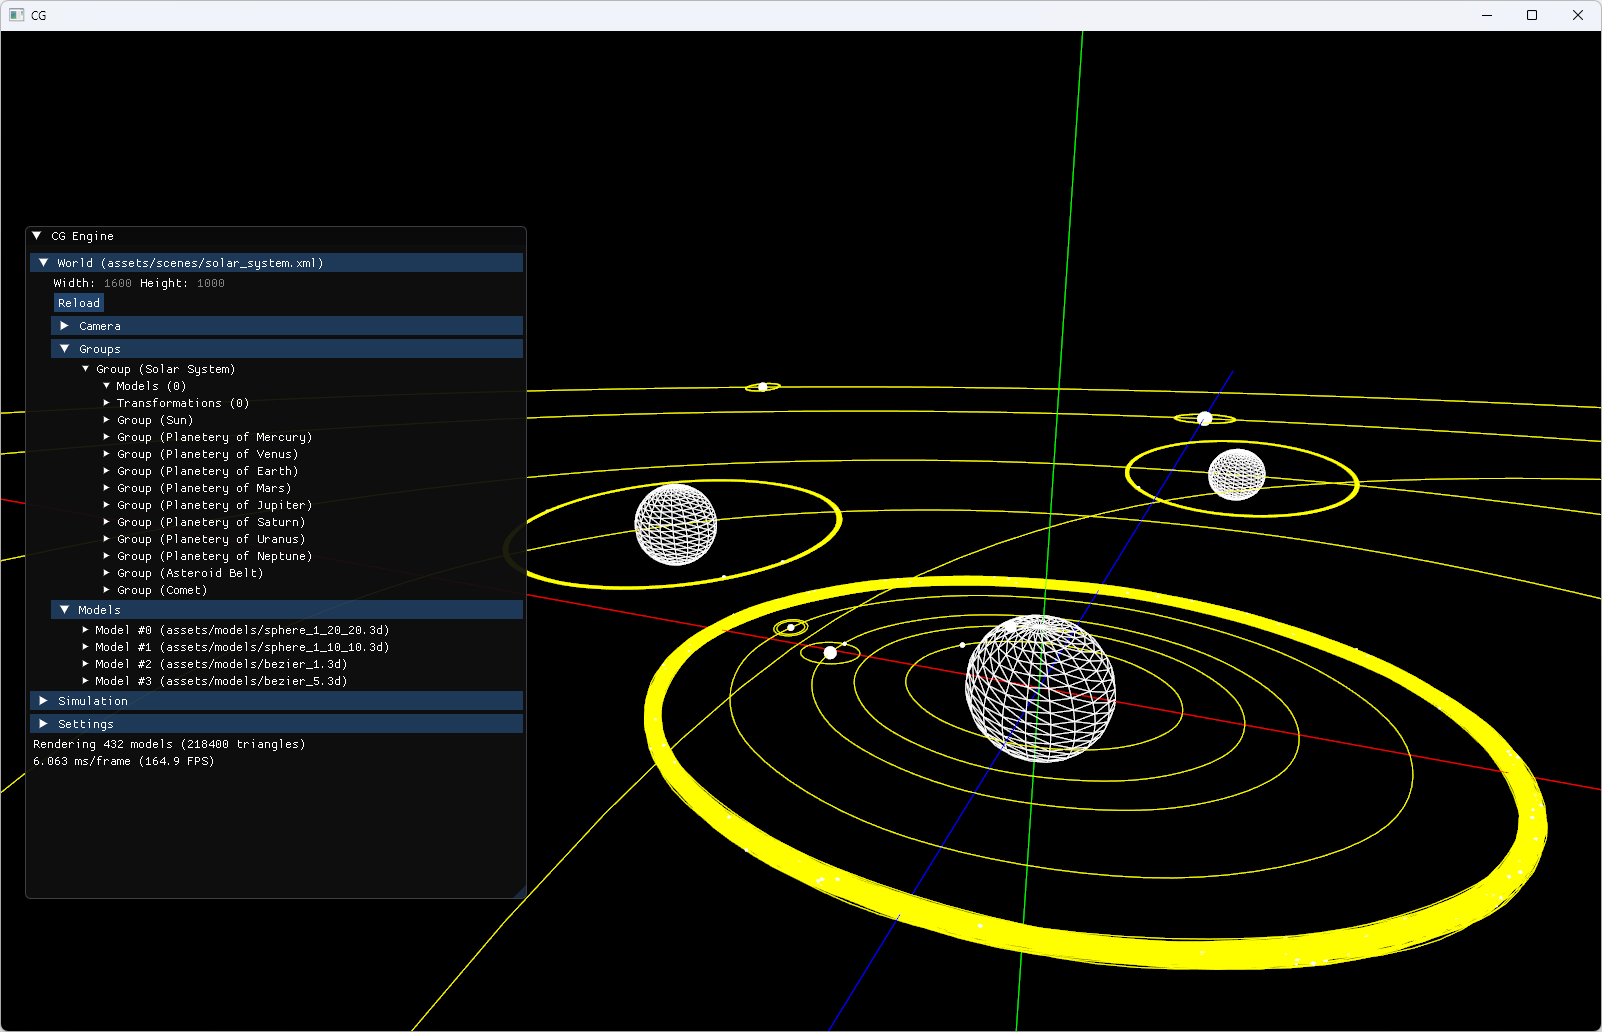 CG
CG Engine
World (assets/scenes/solar_system.xml)
Width: 1600 Height: 1000
Reload
Camera
Groups
Group (Solar System)
Models (0)
Transformations (0)
Group (Sun)
Group (Planetery of Mercury)
Group (Planetery of Venus)
Group (Planetery of Earth)
Group (Planetery of Mars)
Group (Planetery of Jupiter)
Group (Planetery of Saturn)
Group (Planetery of Uranus)
Group (Planetery of Neptune)
Group (Asteroid Belt)
Group (Comet)
Models
Model #0 (assets/models/sphere_1_20_20.3d)
Model #1 (assets/models/sphere_1_10_10.3d)
Model #2 (assets/models/bezier_1.3d)
Model #3 (assets/models/bezier_5.3d)
Simulation
Settings
Rendering 432 models (218400 triangles)
6.063 ms/frame (164.9 FPS)